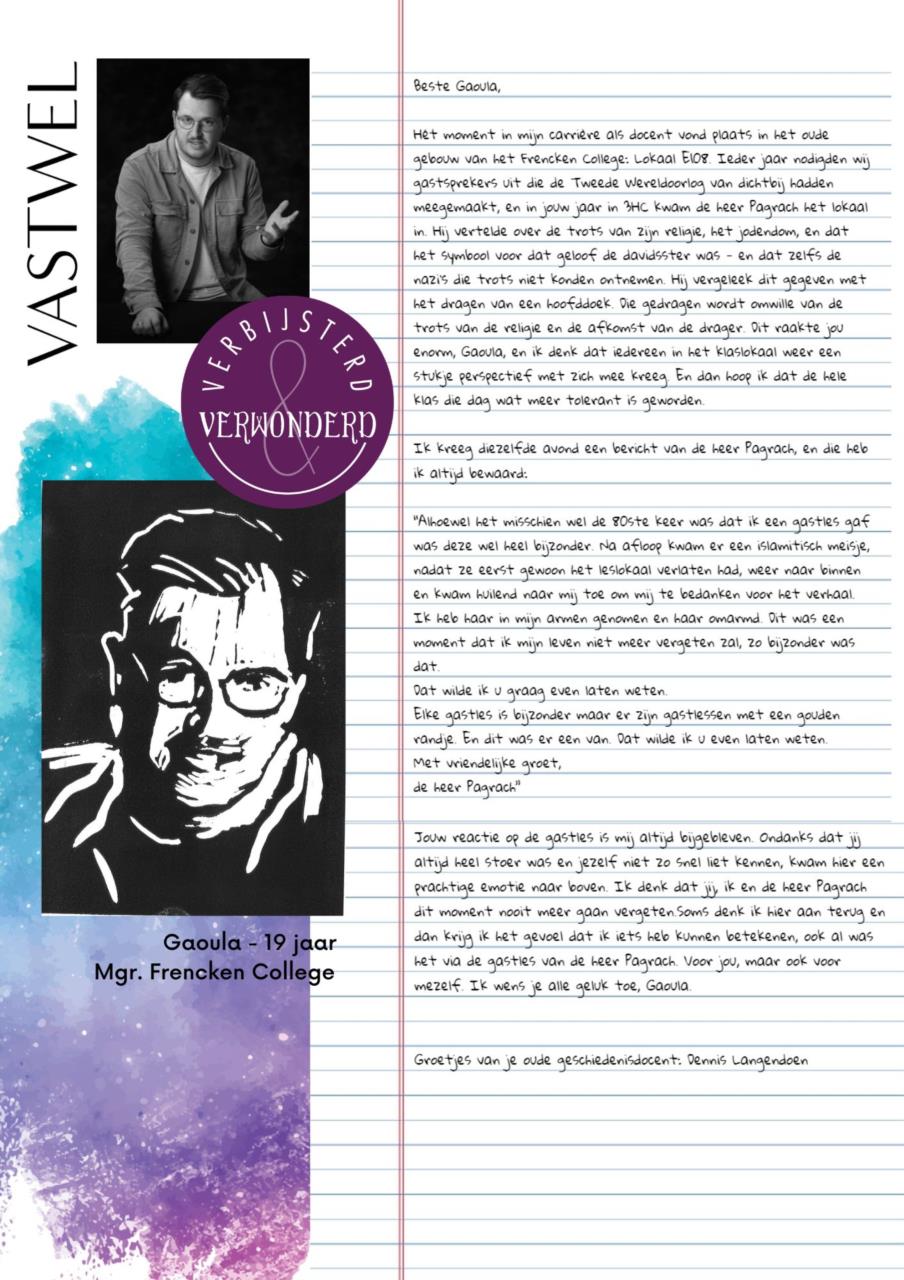 VASTWEL
VERBIJSTERD
&
VERWONDERD
Gaoula - 19 jaar
Mgr. Frencken College
Beste Gaoula,
Het moment in mijn carrière als docent vond plaats in het oude
gebouw van het Frencken College: Lokaal E108. Ieder jaar nodigden wij
gastsprekers uit die de Tweede Wereldoorlog van dichtbij hadden
meegemaakt, en in jouw jaar in 3HC kwam de heer Pagrach het lokaal
in. Hij vertelde over de trots van zijn religie, het jodendom, en dat
het symbool voor dat geloof de davidsster was - en dat zelfs de
nazi's die trots niet konden ontnemen. Hij vergeleek dit gegeven met
het dragen van een hoofddoek. Die gedragen wordt omwille van de
trots van de religie en de afkomst van de drager. Dit raakte jou
enorm, Gaoula, en ik denk dat iedereen in het klaslokaal weer een
stukje perspectief met zich mee kreeg. En dan hoop ik dat de hele
klas die dag wat meer tolerant is geworden.
Ik kreeg diezelfde avond een bericht van de heer Pagrach, en die heb
ik altijd bewaard:
"Alhoewel het misschien wel de 80ste keer was dat ik een gastles gaf
was deze wel heel bijzonder. Na afloop kwam er een islamitisch meisje,
nadat ze eerst gewoon het leslokaal verlaten had, weer naar binnen
en kwam huilend naar mij toe om mij te bedanken voor het verhaal.
Ik heb haar in mijn armen genomen en haar omarmd. Dit was een
moment dat ik mijn leven niet meer vergeten zal, zo bijzonder was
dat.
Dat wilde ik u graag even laten weten.
Elke gastles is bijzonder maar er zijn gastlessen met een gouden
randje. En dit was er een van. Dat wilde ik u even laten weten.
Met vriendelijke groet,
de heer Pagrach"
Jouw reactie op de gastles is mij altijd bijgebleven. Ondanks dat jij
altijd heel stoer was en jezelf niet zo snel liet kennen, kwam hier een
prachtige emotie naar boven. Ik denk dat jij, ik en de heer Pagrach
dit moment nooit meer gaan vergeten.Soms denk ik hier aan terug en
dan krijg ik het gevoel dat ik iets heb kunnen betekenen, ook al was
het via de gastles van de heer Pagrach. Voor jou, maar ook voor
mezelf. Ik wens je alle geluk toe, Gaoula.
Groetjes van je oude geschiedenisdocent: Dennis Langendoen